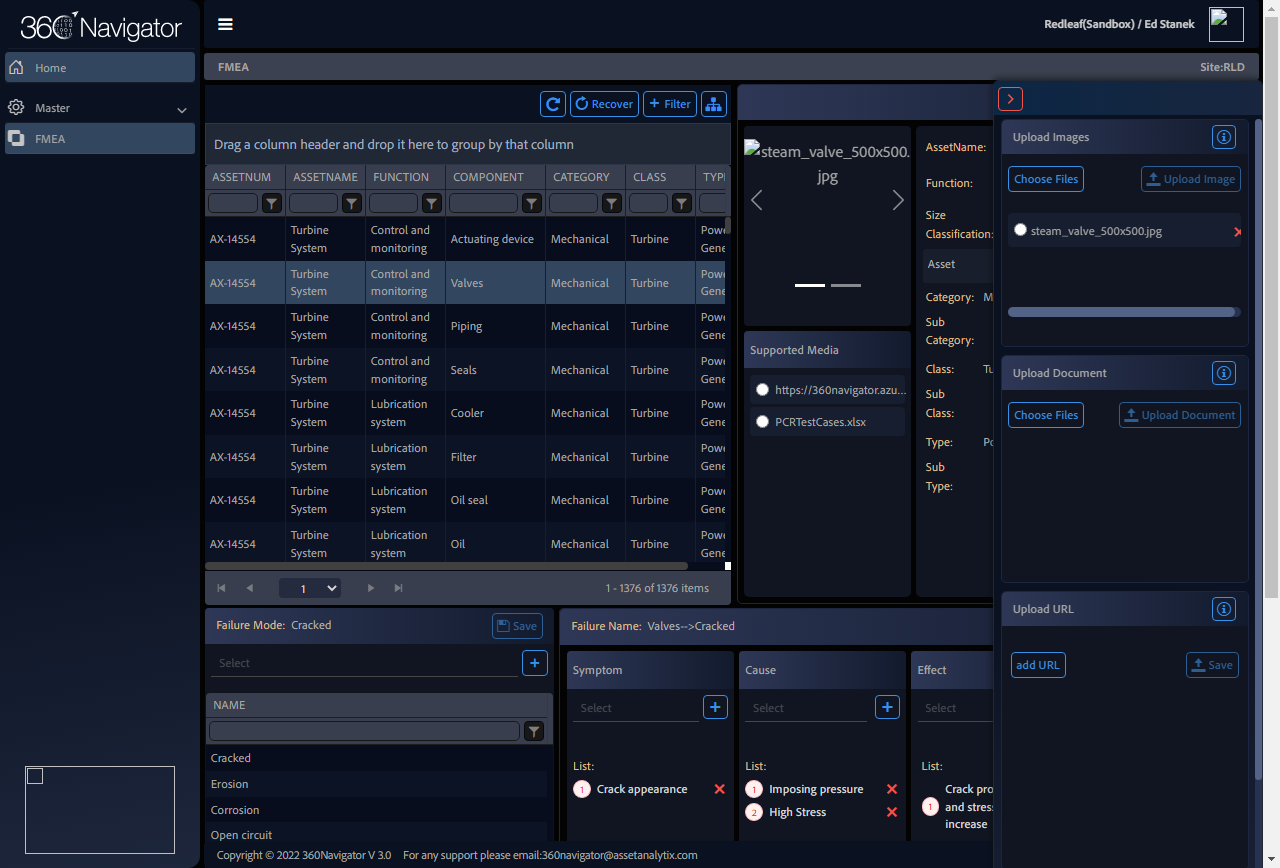 360 Navigator
Redleaf(Sandbox) / Ed Stanek
Home
Master
FMEA
FMEA
Site:RLD
Recover
+ Filter
Drag a column header and drop it here to group by that column
ASSETNUM ASSETNAME FUNCTION COMPONENT CATEGORY CLASS TYP
AX-14554 Turbine System Control and monitoring Actuating device Mechanical Turbine Powe Gene
AX-14554 Turbine System Control and monitoring Valves Mechanical Turbine Powe Gene
AX-14554 Turbine System Control and monitoring Piping Mechanical Turbine Powe Gene
AX-14554 Turbine System Control and monitoring Seals Mechanical Turbine Powe Gene
AX-14554 Turbine System Lubrication system Cooler Mechanical Turbine Powe Gene
AX-14554 Turbine System Lubrication system Filter Mechanical Turbine Powe Gene
AX-14554 Turbine System Lubrication system Oil seal Mechanical Turbine Powe Gene
AX-14554 Turbine System Lubrication system Oil Mechanical Turbine Powe Gene
1
1 - 1376 of 1376 items
steam_valve_500x500.
jpg
Supported Media
https://360navigator.azu...
PCRTestCases.xlsx
AssetName:
Function:
Size
Classification:
Asset
Category: M
Sub
Category:
Class: Tu
Sub
Class:
Type: Po
Sub
Type:
Upload Images
Choose Files
Upload Image
steam_valve_500x500.jpg
Upload Document
Choose Files
Upload Document
Upload URL
add URL
Save
Failure Mode: Cracked
Save
Select
+
NAME
Cracked
Erosion
Corrosion
Open circuit
Failure Name: Valves-->Cracked
Symptom
Select
+
List:
1 Crack appearance
Cause
Select
+
List:
1 Imposing pressure
2 High Stress
Effect
Select
List:
1 Crack pro
and stress
increase
Copyright © 2022 360Navigator V 3.0 For any support please email:360navigator@assetanalytix.com